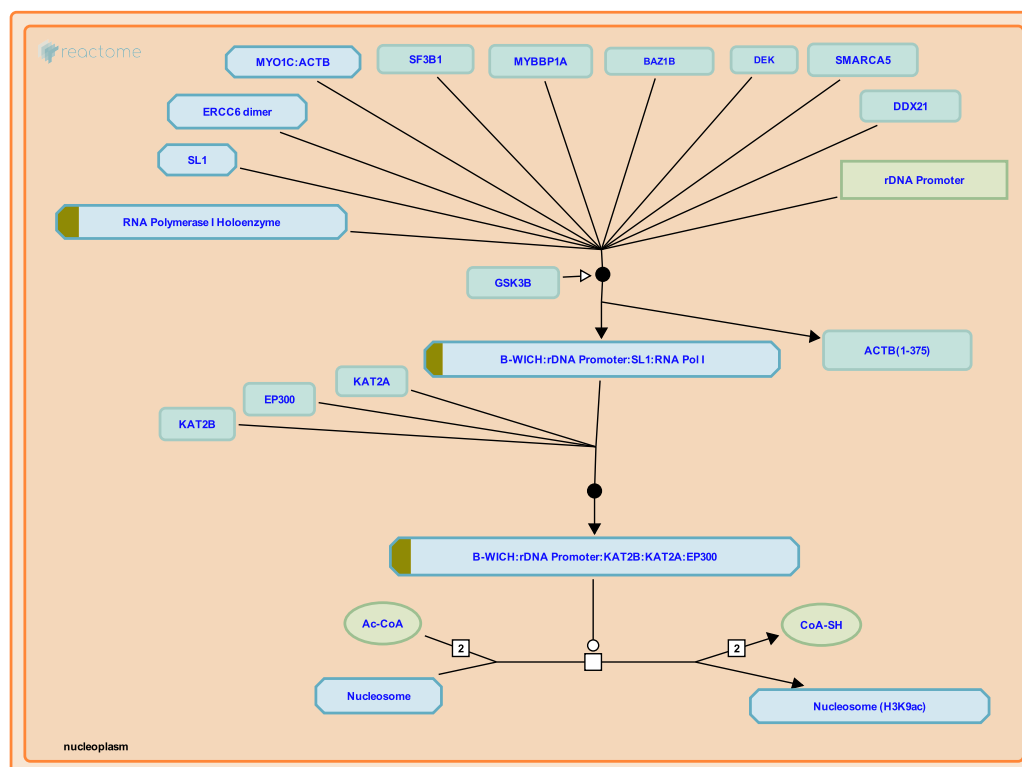 reactome
MYO1C:ACTB
SF3B1
MYBBP1A
BAZ1B
DEK
SMARCA5
ERCC6 dimer
DDX21
SL1
rDNA Promoter
RNA Polymerase I Holoenzyme
GSK3B
B-WICH:rDNA Promoter:SL1:RNA Pol I
ACTB(1-375)
KAT2A
EP300
KAT2B
B-WICH:rDNA Promoter:KAT2B:KAT2A:EP300
Ac-CoA
CoA-SH
2
2
Nucleosome
Nucleosome (H3K9ac)
nucleoplasm